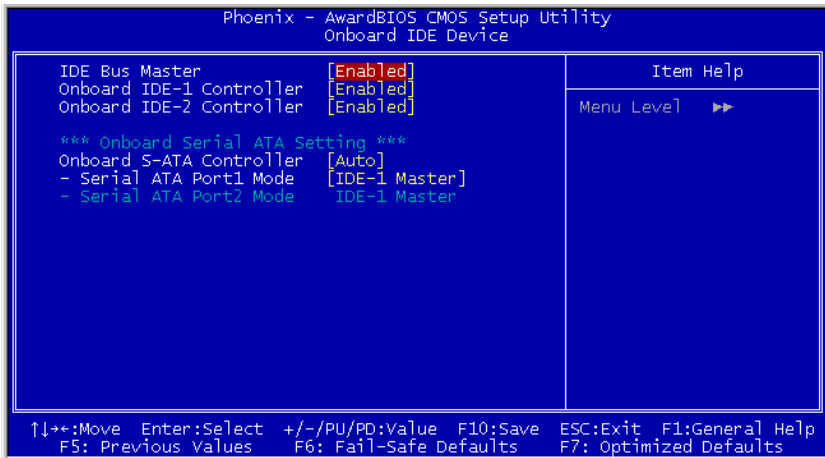 Phoenix - AwardBIOS CMOS Setup Utility
Onboard IDE Device
IDE Bus Master [Enabled]
Onboard IDE-1 Controller [Enabled]
Onboard IDE-2 Controller [Enabled]
*** Onboard Serial ATA Setting ***
Onboard S-ATA Controller [Auto]
- Serial ATA Port1 Mode [IDE-1 Master]
- Serial ATA Port2 Mode IDE-1 Master
Item Help
Menu Level ▸▸
↑↓→←:Move Enter:Select +/-/PU/PD:Value F10:Save ESC:Exit F1:General Help
F5: Previous Values F6: Fail-Safe Defaults F7: Optimized Defaults